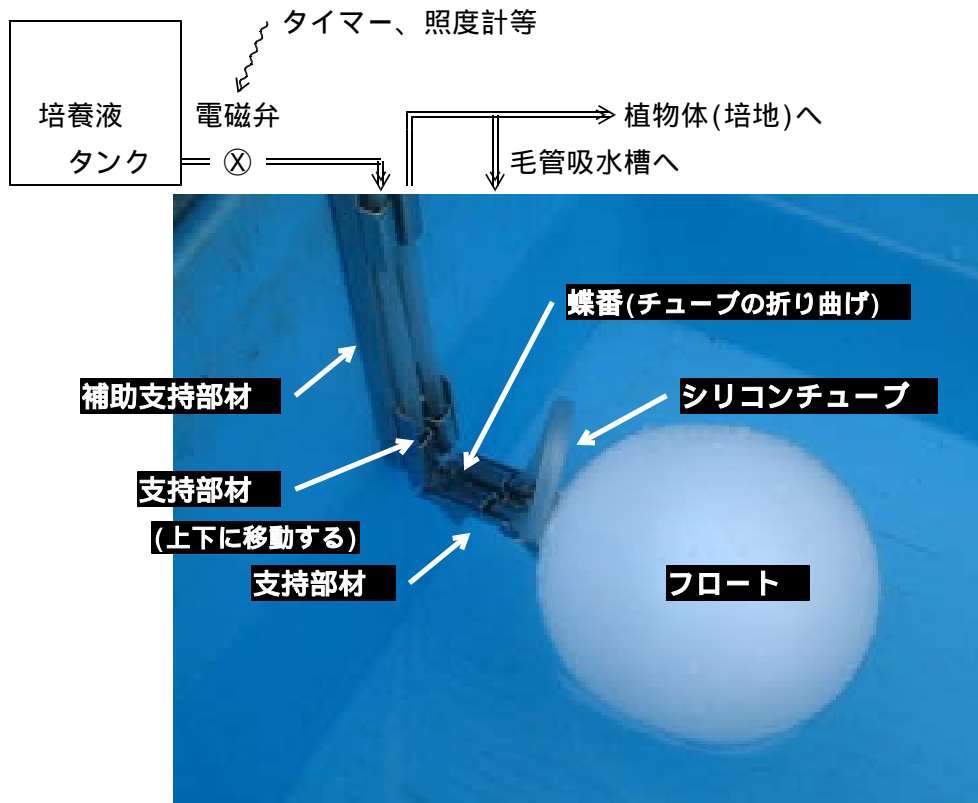 タイマー、照度計等
培養液
タンク
電磁弁
Ⓧ
植物体(培地)へ
毛管吸水槽へ
蝶番(チューブの折り曲げ)
補助支持部材
シリコンチューブ
支持部材
(上下に移動する)
支持部材
フロート